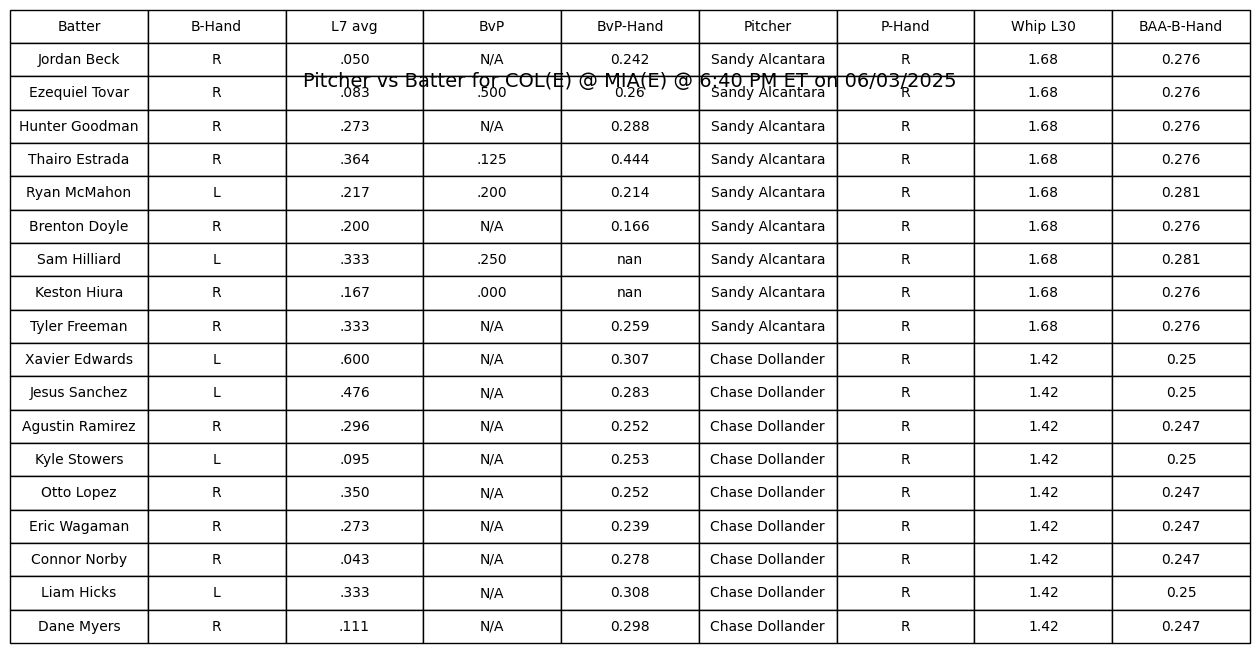 Batter B-Hand L7 avg BvP BvP-Hand Pitcher P-Hand Whip L30 BAA-B-Hand
Jordan Beck R .050 N/A 0.242 Sandy Alcantara R 1.68 0.276
Pitcher vs Batter for COL(E) @ MIA(E) @ 6:40 PM ET on 06/03/2025
Ezequiel Tovar R .083 .500 0.26 Sandy Alcantara R 1.68 0.276
Hunter Goodman R .273 N/A 0.288 Sandy Alcantara R 1.68 0.276
Thairo Estrada R .364 .125 0.444 Sandy Alcantara R 1.68 0.276
Ryan McMahon L .217 .200 0.214 Sandy Alcantara R 1.68 0.281
Brenton Doyle R .200 N/A 0.166 Sandy Alcantara R 1.68 0.276
Sam Hilliard L .333 .250 nan Sandy Alcantara R 1.68 0.281
Keston Hiura R .167 .000 nan Sandy Alcantara R 1.68 0.276
Tyler Freeman R .333 N/A 0.259 Sandy Alcantara R 1.68 0.276
Xavier Edwards L .600 N/A 0.307 Chase Dollander R 1.42 0.25
Jesus Sanchez L .476 N/A 0.283 Chase Dollander R 1.42 0.25
Agustin Ramirez R .296 N/A 0.252 Chase Dollander R 1.42 0.247
Kyle Stowers L .095 N/A 0.253 Chase Dollander R 1.42 0.25
Otto Lopez R .350 N/A 0.252 Chase Dollander R 1.42 0.247
Eric Wagaman R .273 N/A 0.239 Chase Dollander R 1.42 0.247
Connor Norby R .043 N/A 0.278 Chase Dollander R 1.42 0.247
Liam Hicks L .333 N/A 0.308 Chase Dollander R 1.42 0.25
Dane Myers R .111 N/A 0.298 Chase Dollander R 1.42 0.247